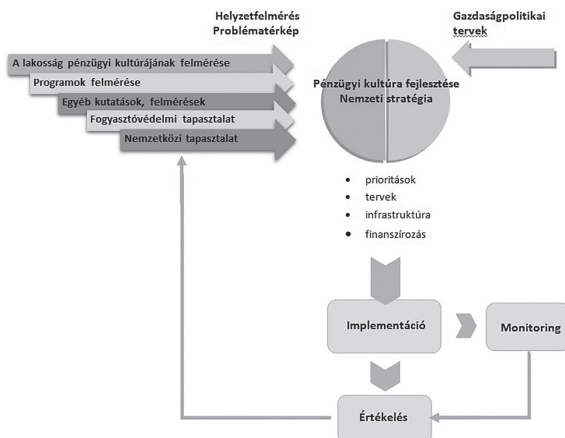 Helyzetfelmérés
Problématérkép
Gazdaságpolitikai
tervek
A lakosság pénzügyi kultúrájának felmérése
Programok felmérése
Egyéb kutatások, felmérések
Fogyasztóvédelmi tapasztalat
Nemzetközi tapasztalat
Pénzügyi kultúra fejlesztése
Nemzeti stratégia
• prioritások
• tervek
• infrastruktúra
• finanszírozás
Implementáció
Monitoring
Értékelés